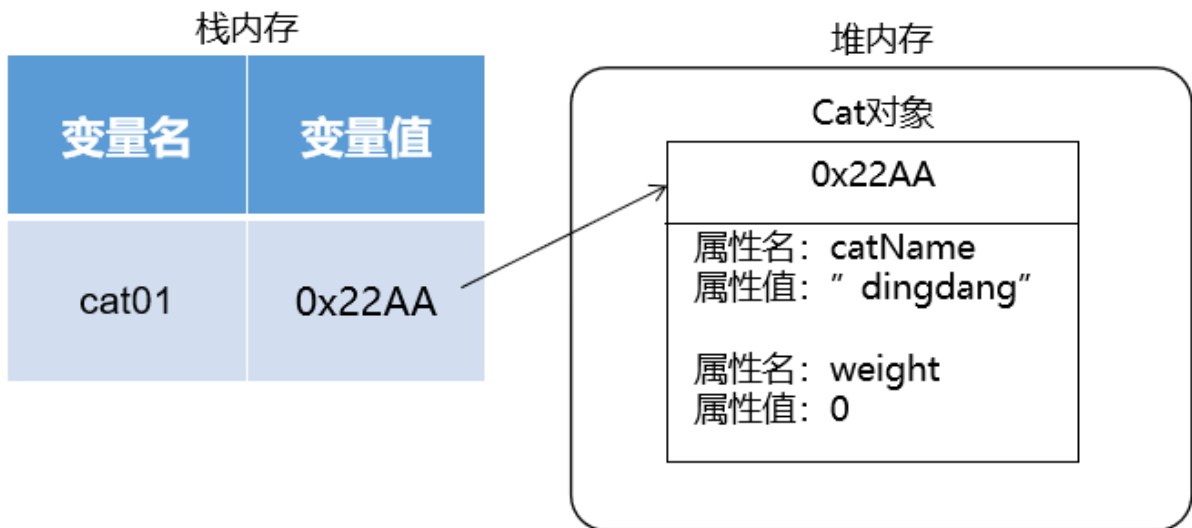 栈内存
变量名 变量值
cat01 0x22AA
堆内存
Cat对象
0x22AA
属性名：catName
属性值：” dingdang”
属性名：weight
属性值：0